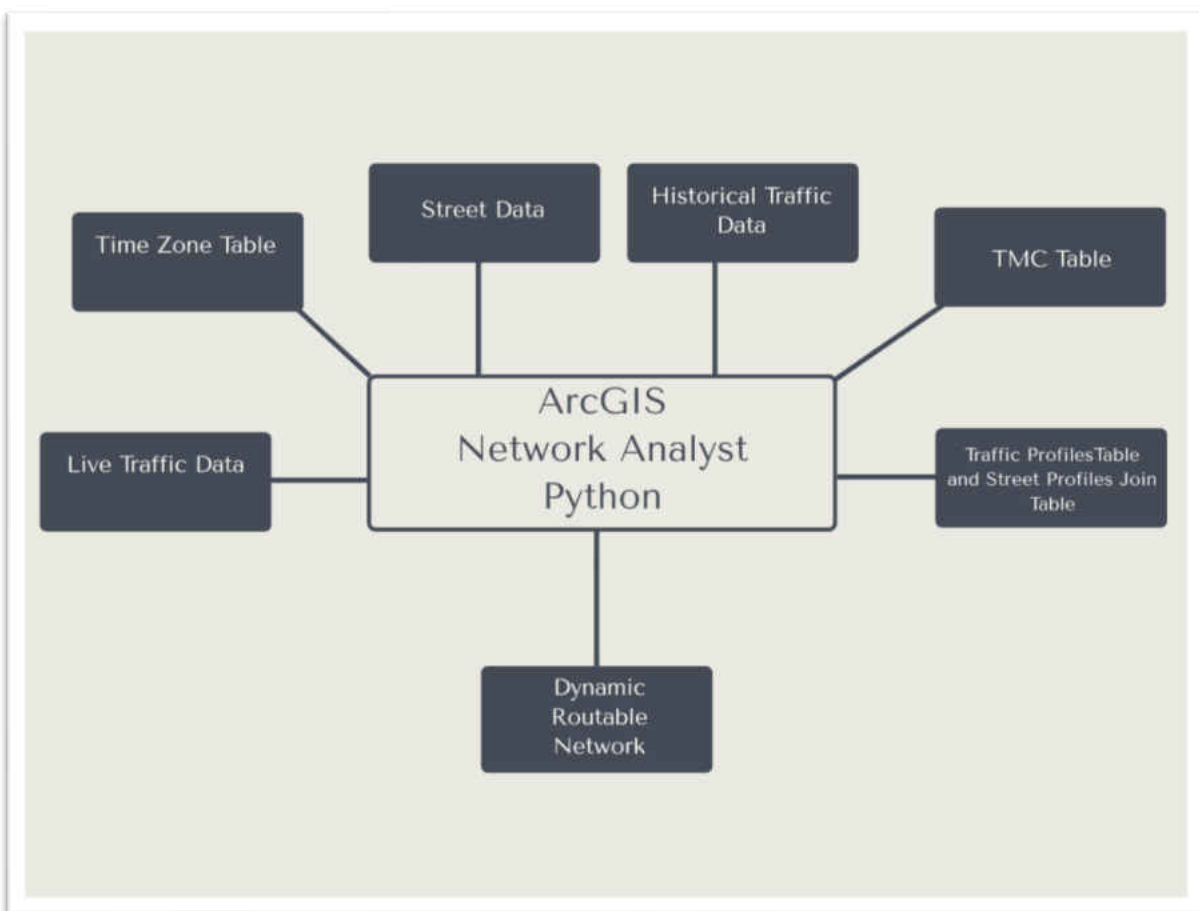 Street Data
Historical Traffic
Data
Time Zone Table
TMC Table
ArcGIS
Network Analyst
Python
Live Traffic Data
Traffic ProfilesTable
and Street Profiles Join
Table
Dynamic
Routable
Network